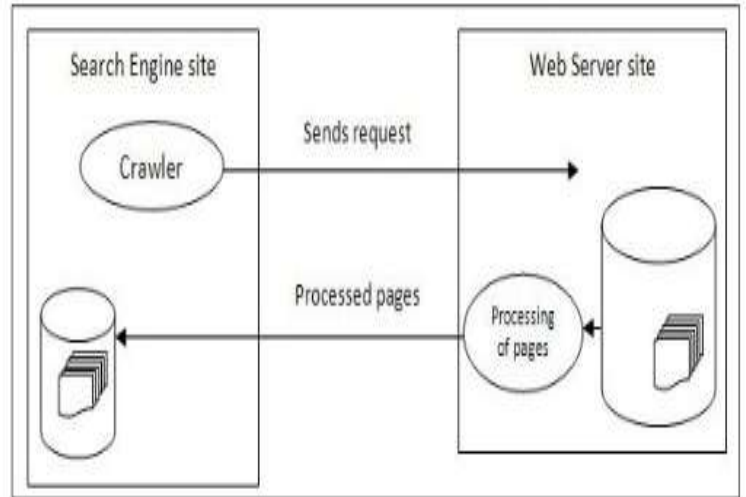 Search Engine site
Web Server site
Sends request
Crawler
Processed pages
Processing
of pages